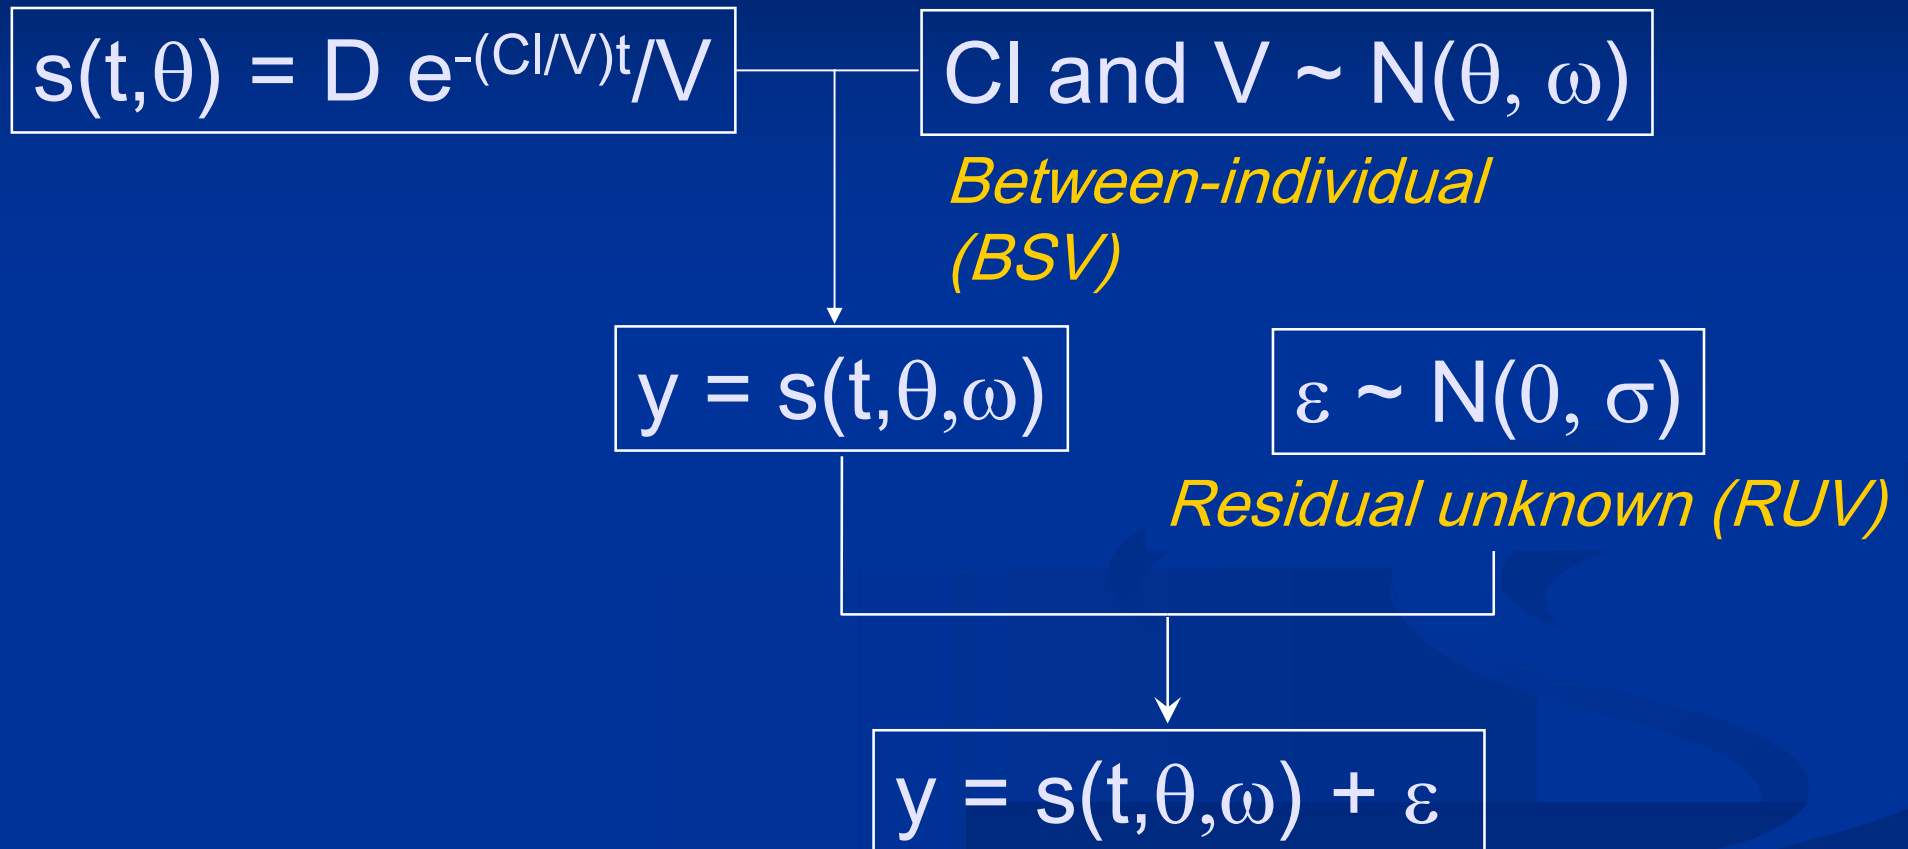 s(t,θ) = D e-(Cl/V)t/V
Cl and V ~ N(θ, ω)
Between-individual
(BSV)
y = s(t,θ,ω)
ε ~ N(0, σ)
Residual unknown (RUV)
y = s(t,θ,ω) + ε